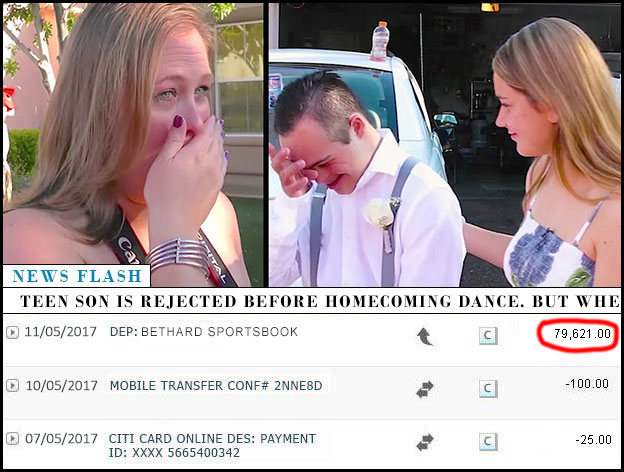 NEWS FLASH
TEEN SON IS REJECTED BEFORE HOMECOMING DANCE. BUT WHE
11/05/2017 DEP: BETHARD SPORTSBOOK C 79,621.00
10/05/2017 MOBILE TRANSFER CONF# 2NNE8D C -100.00
07/05/2017 CITI CARD ONLINE DES: PAYMENT C -25.00
ID: XXXX 5665400342